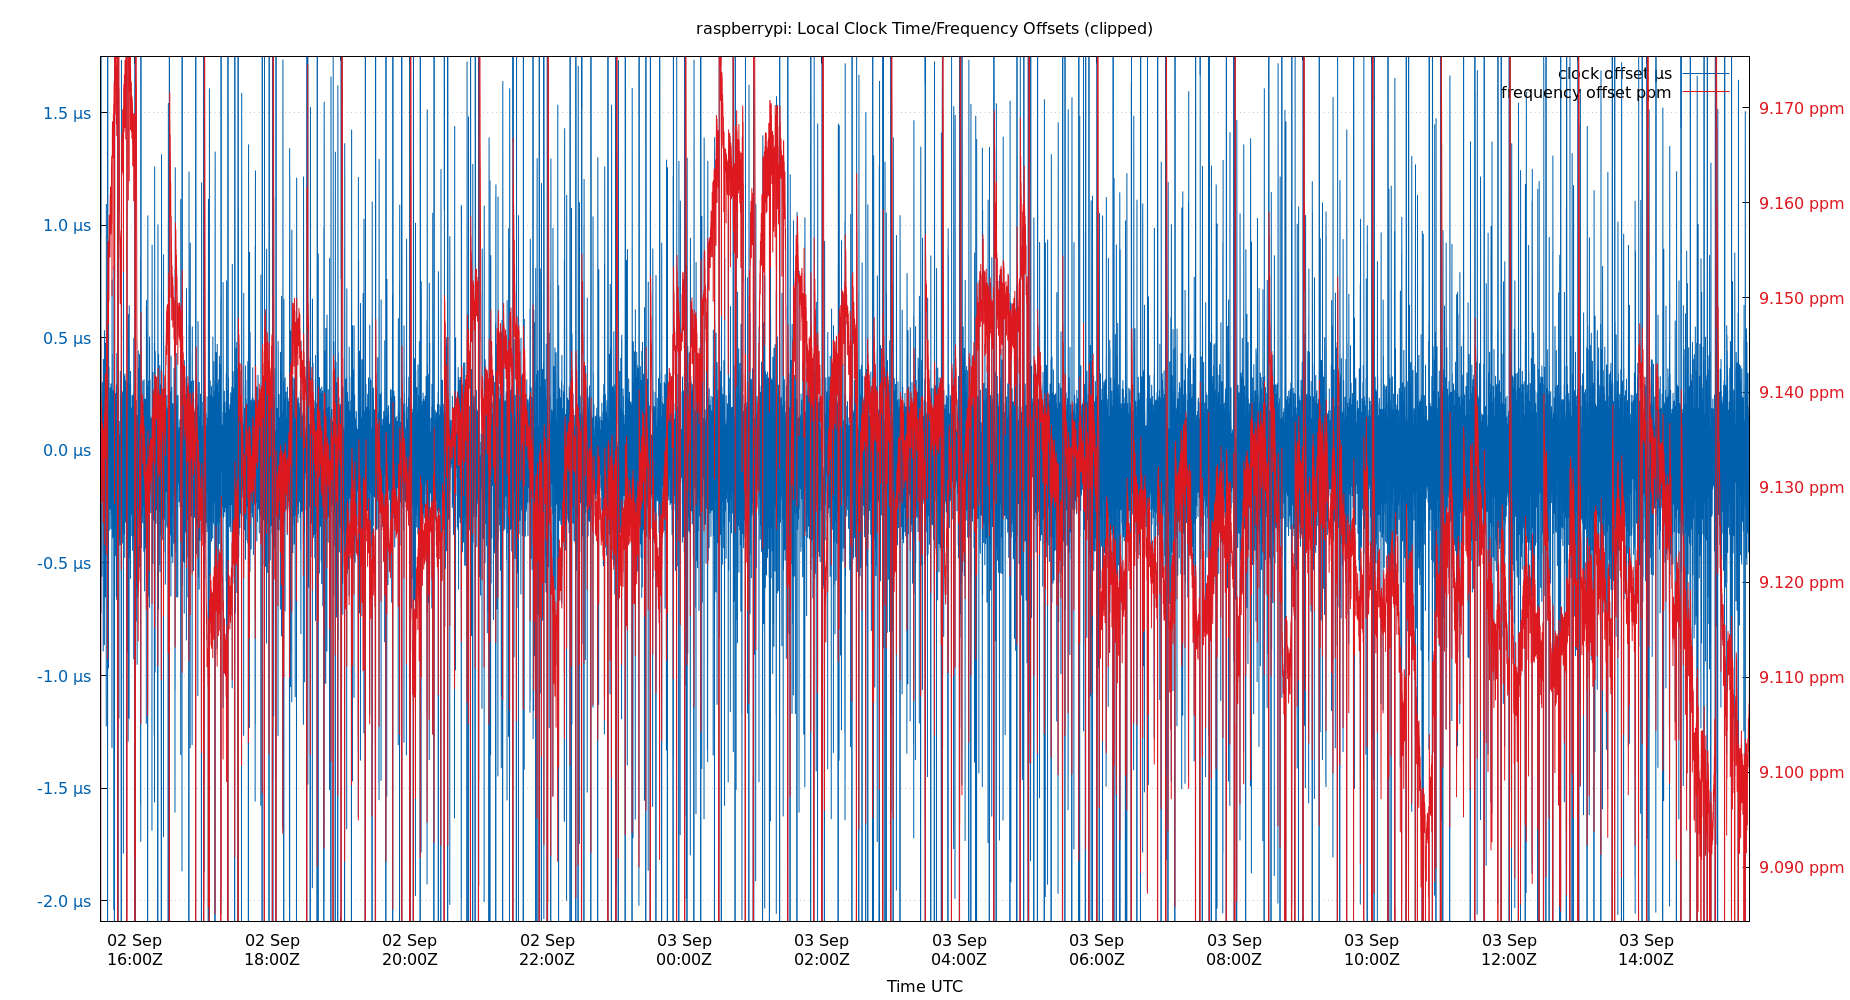 raspberrypi: Local Clock Time/Frequency Offsets (clipped)
clock offset µs
frequency offset ppm
1.5 µs
1.0 µs
0.5 µs
0.0 µs
-0.5 µs
-1.0 µs
-1.5 µs
-2.0 µs
9.170 ppm
9.160 ppm
9.150 ppm
9.140 ppm
9.130 ppm
9.120 ppm
9.110 ppm
9.100 ppm
9.090 ppm
02 Sep 02 Sep 02 Sep 02 Sep 03 Sep 03 Sep 03 Sep 03 Sep 03 Sep 03 Sep 03 Sep 03 Sep
16:00Z 18:00Z 20:00Z 22:00Z 00:00Z 02:00Z 04:00Z 06:00Z 08:00Z 10:00Z 12:00Z 14:00Z
Time UTC